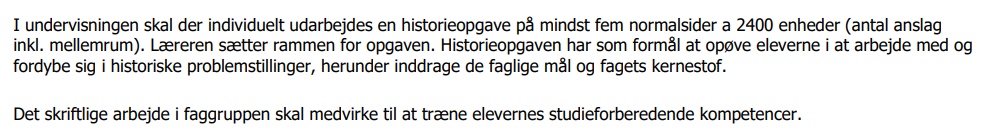 I undervisningen skal der individuelt udarbejdes en historieopgave på mindst fem normalsider a 2400 enheder (antal anslag
inkl. mellemrum). Læreren sætter rammen for opgaven. Historieopgaven har som formål at opøve eleverne i at arbejde med og
fordybe sig i historiske problemstillinger, herunder inddrage de faglige mål og fagets kernestof.
Det skriftlige arbejde i faggruppen skal medvirke til at træne elevernes studieforberedende kompetencer.